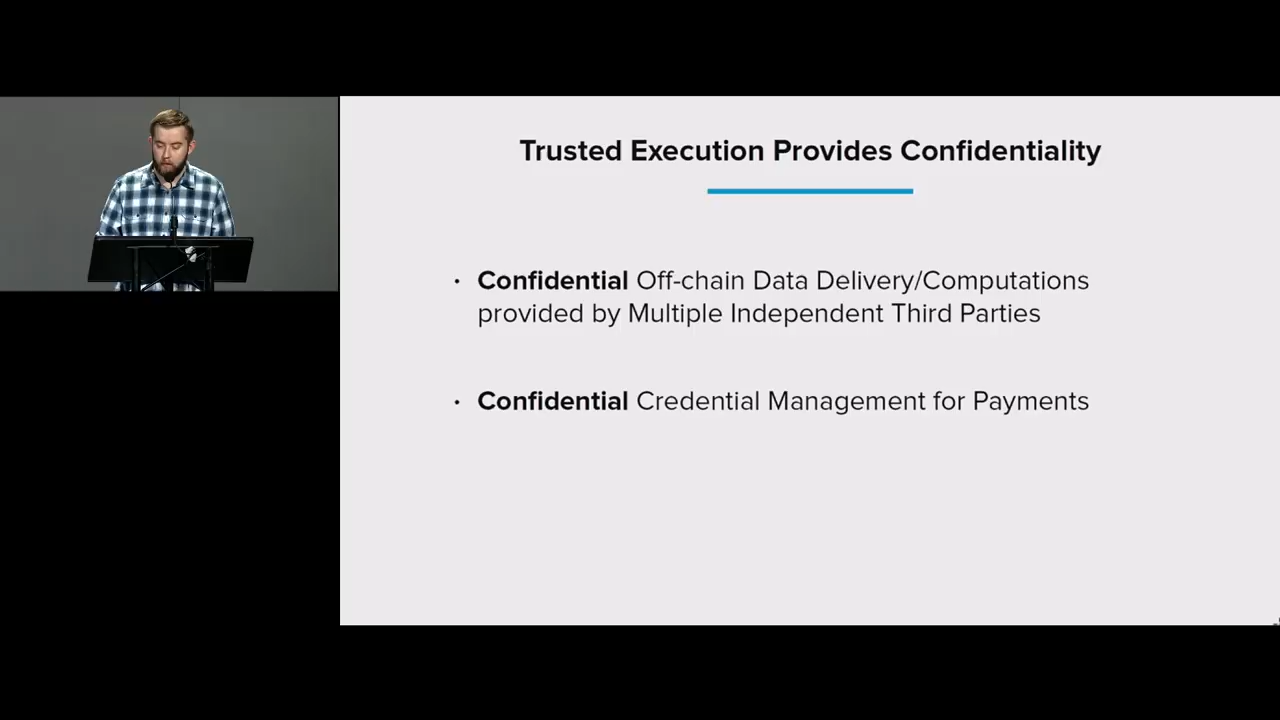 Trusted Execution Provides Confidentiality
• Confidential Off-chain Data Delivery/Computations
provided by Multiple Independent Third Parties
• Confidential Credential Management for Payments